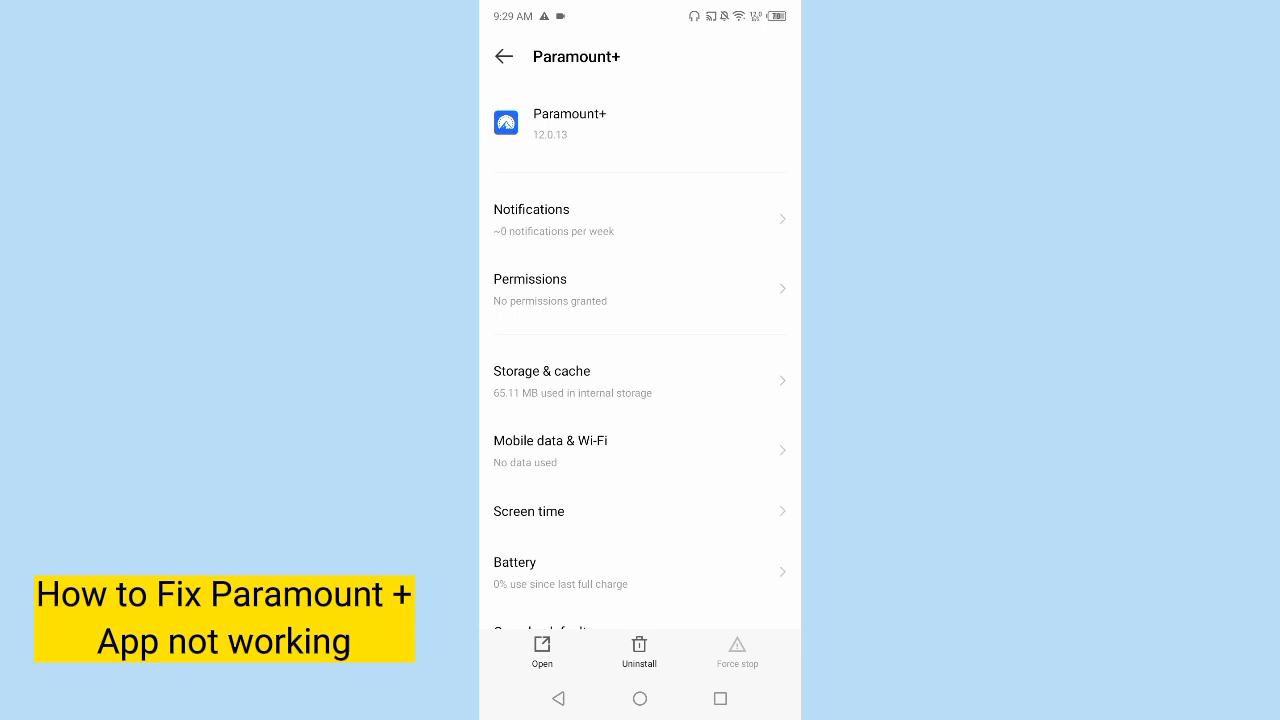 9:29 AM
70
Paramount+
Paramount+
12.0.13
Notifications
~0 notifications per week
Permissions
No permissions granted
Storage & cache
65.11 MB used in internal storage
Mobile data & Wi-Fi
No data used
Screen time
Battery
0% use since last full charge
Open
Uninstall
Force stop
How to Fix Paramount +
App not working